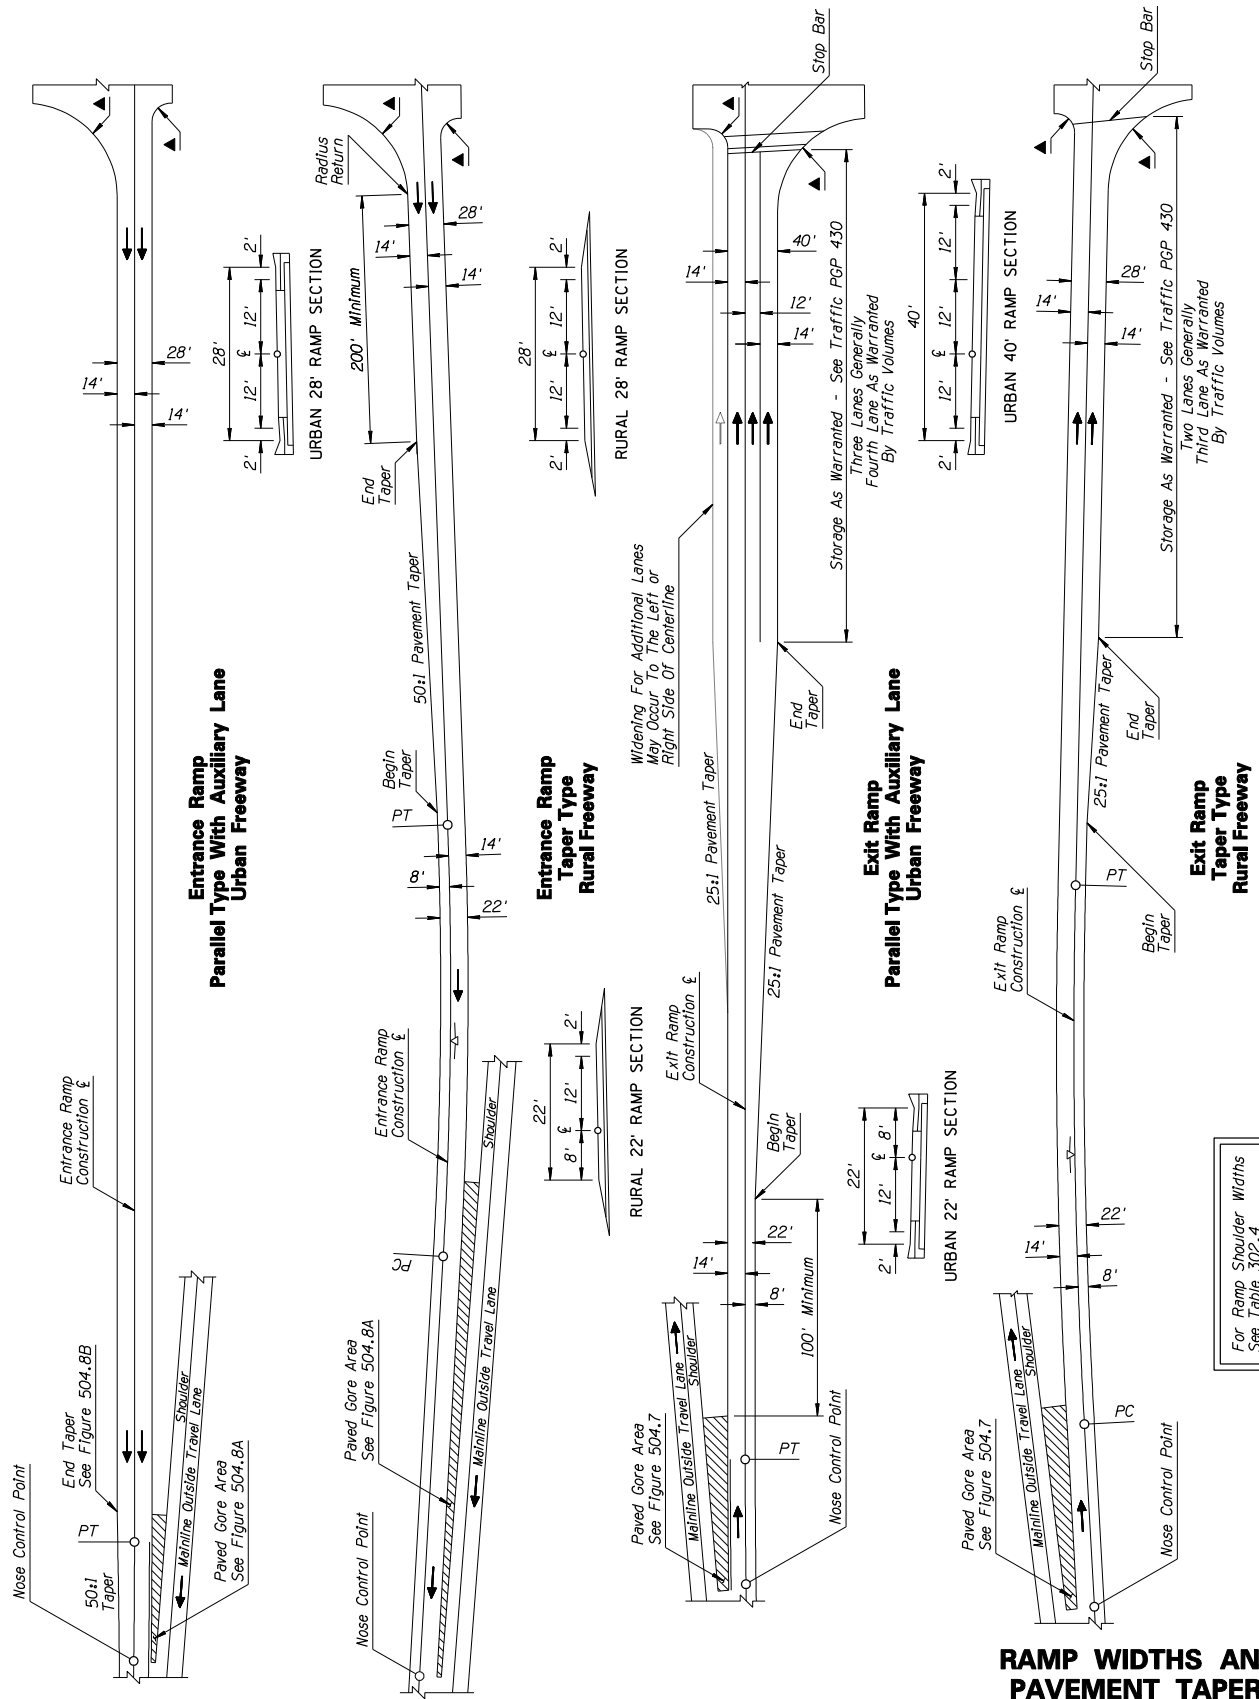 Nose Control Point
End Taper
See Figure 504.8B
PT
50:1
Taper
Entrance Ramp
Construction ℄
Shoulder
Mainline Outside Travel Lane
Paved Gore Area
See Figure 504.8A
14'
28'
14'
28'
2'
12'
℄
12'
2'
URBAN 28' RAMP SECTION
Entrance Ramp
Parallel Type With Auxiliary Lane
Urban Freeway
Nose Control Point
Paved Gore Area
See Figure 504.8A
Mainline Outside Travel Lane
Shoulder
PC
Entrance Ramp
Construction ℄
8'
22'
14'
PT
Begin
Taper
50:1 Pavement Taper
End
Taper
200' Minimum
Radius
Return
14'
28'
14'
28'
2'
12'
℄
12'
2'
RURAL 28' RAMP SECTION
22'
8'
℄
12'
2'
RURAL 22' RAMP SECTION
Entrance Ramp
Taper Type
Rural Freeway
Paved Gore Area
See Figure 504.7
Mainline Outside Travel Lane
Shoulder
PT
Nose Control Point
14'
22'
8'
100' Minimum
Begin
Taper
Exit Ramp
Construction ℄
25:1 Pavement Taper
25:1 Pavement Taper
Widening For Additional Lanes
May Occur To The Left or
Right Side Of Centerline
End
Taper
14'
40'
12'
14'
Storage As Warranted - See Traffic PGP 430
Three Lanes Generally
Fourth Lane As Warranted
By Traffic Volumes
Stop Bar
22'
2'
12'
℄
8'
URBAN 22' RAMP SECTION
40'
2'
12'
12'
12'
2'
URBAN 40' RAMP SECTION
Exit Ramp
Parallel Type With Auxiliary Lane
Urban Freeway
Paved Gore Area
See Figure 504.7
Mainline Outside Travel Lane
Shoulder
PC
Nose Control Point
14'
22'
8'
Exit Ramp
Construction ℄
PT
Begin
Taper
25:1 Pavement Taper
End
Taper
14'
28'
14'
Storage As Warranted - See Traffic PGP 430
Two Lanes Generally
Third Lane As Warranted
By Traffic Volumes
Stop Bar
Exit Ramp
Taper Type
Rural Freeway
For Ramp Shoulder Widths
See Table 302.4
RAMP WIDTHS AN
PAVEMENT TAPER